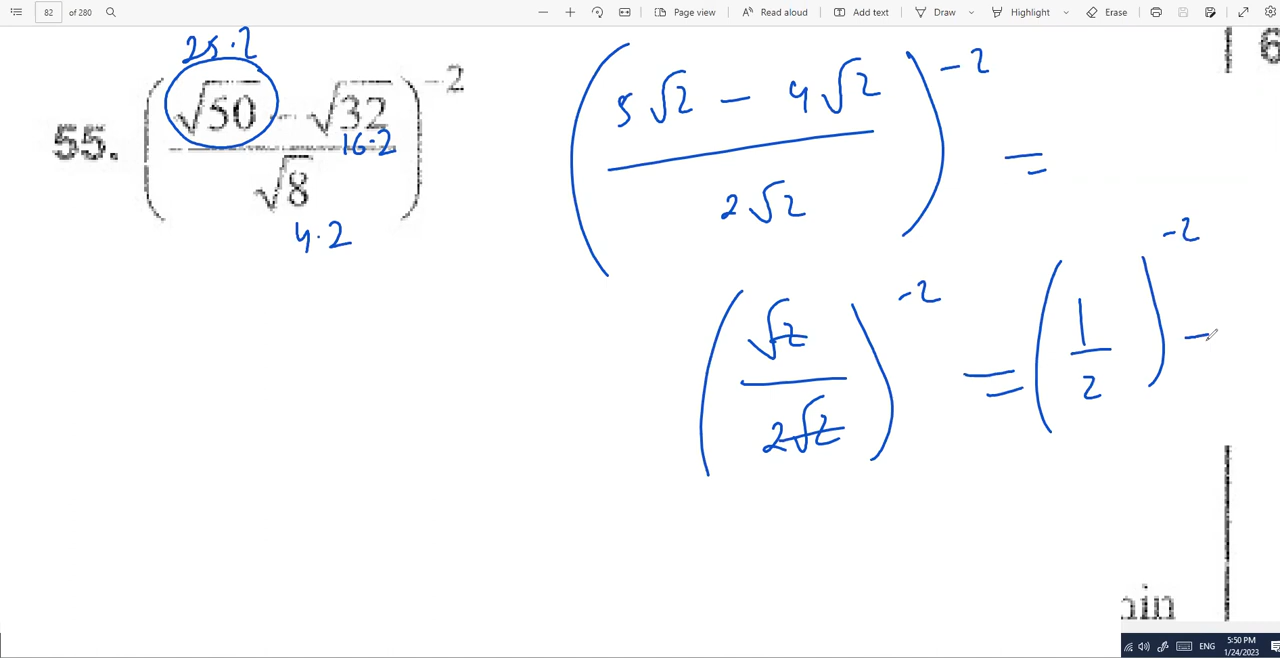 82 of 280 Page view Read aloud Add text Draw Highlight Erase
25·2
55. (√50 − √32 / √8)^-2
16·2
4·2
(5√2 − 4√2 / 2√2)^-2 =
(√2 / 2√2)^-2 = (1/2)^-2 -
6
nin
ENG 5:50 PM
1/24/2023